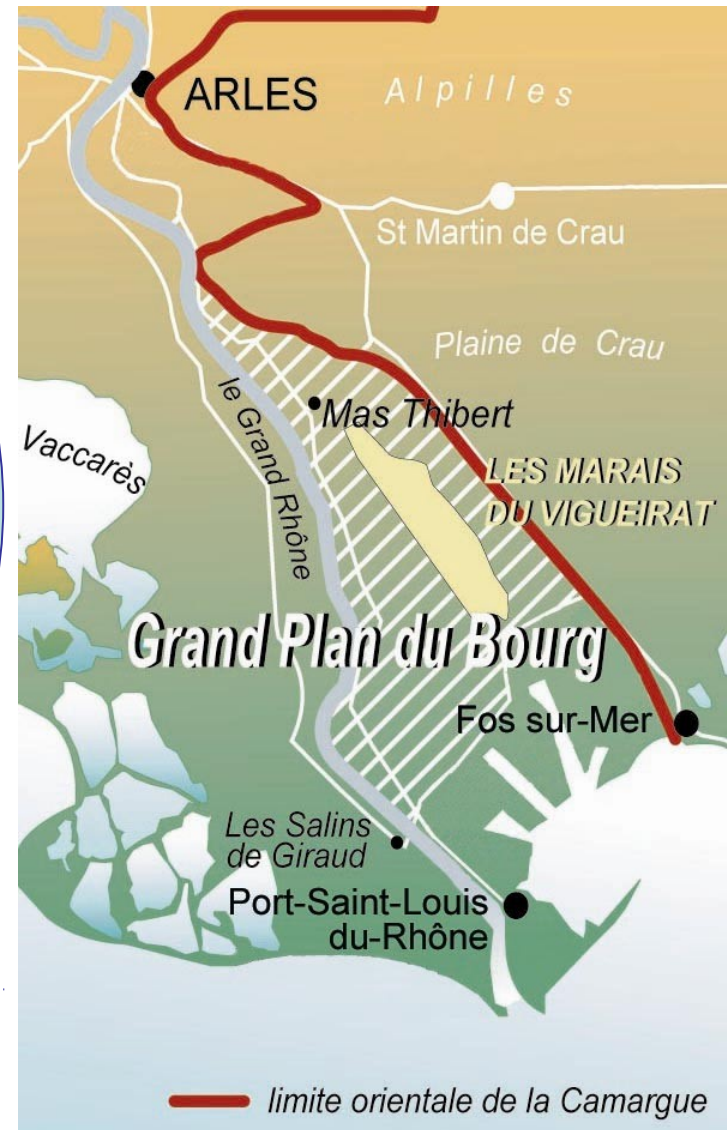 ARLES
Alpilles
St Martin de Crau
Plaine de Crau
le Grand Rhône
Mas Thibert
Vaccarès
LES MARAIS
DU VIGUEIRAT
Grand Plan du Bourg
Fos sur-Mer
Les Salins
de Giraud
Port-Saint-Louis
du-Rhône
limite orientale de la Camargue